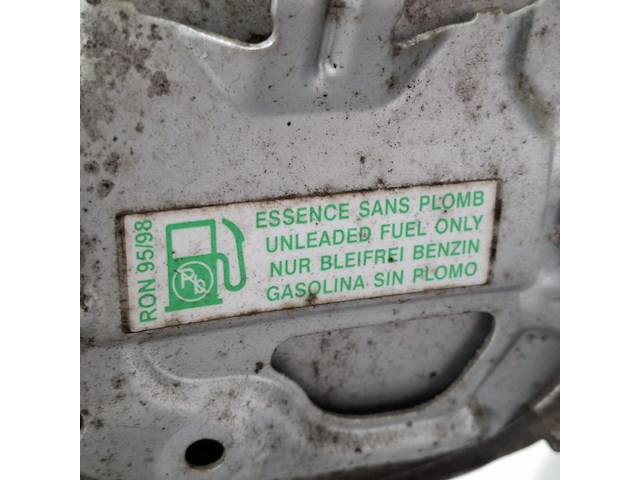 RON 95/98
ESSENCE SANS PLOMB
UNLEADED FUEL ONLY
NUR BLEIFREI BENZIN
GASOLINA SIN PLOMO